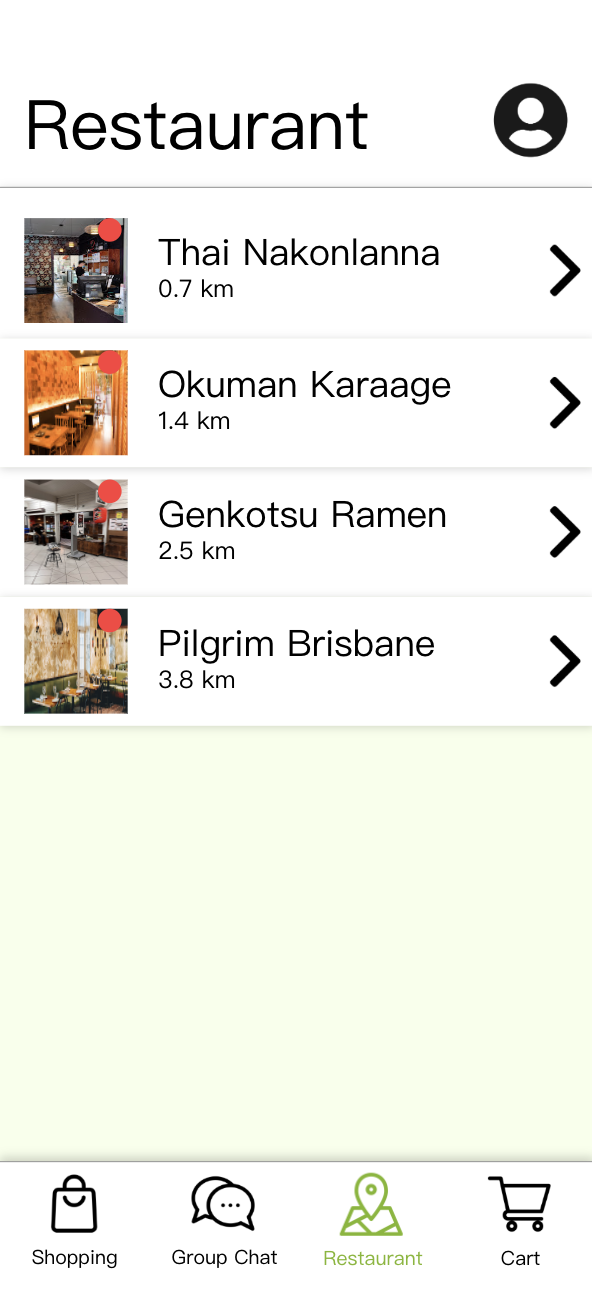 Restaurant
Thai Nakonlanna
0.7 km
Okuman Karaage
1.4 km
Genkotsu Ramen
2.5 km
Pilgrim Brisbane
3.8 km
Shopping
Group Chat
Restaurant
Cart